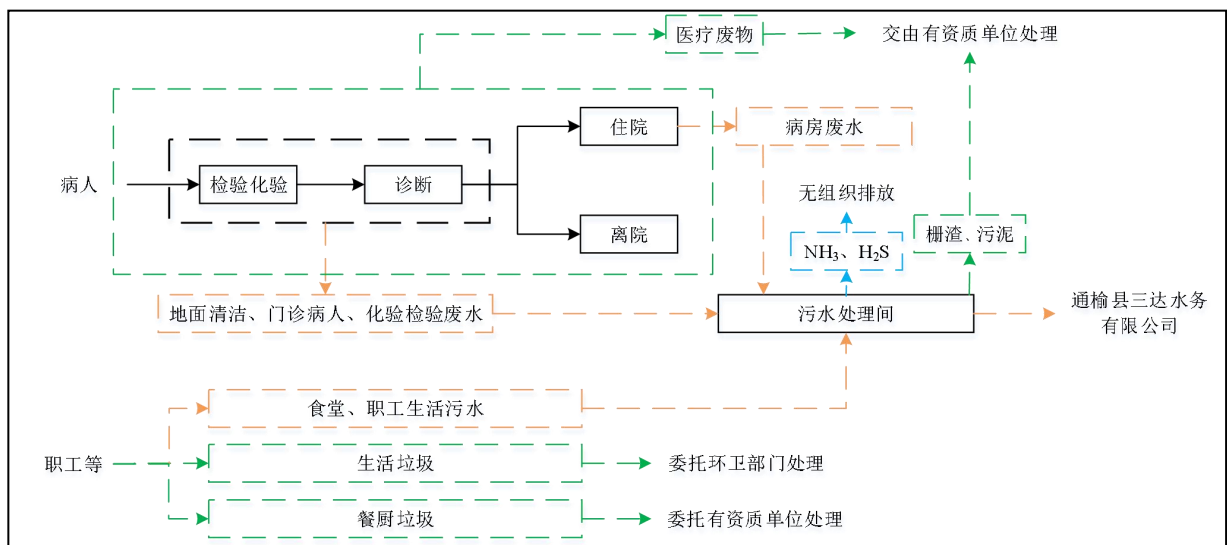 医疗废物
交由有资质单位处理
住院
病房废水
病人
检验化验
诊断
无组织排放
离院
NH₃、H₂S
栅渣、污泥
地面清洁、门诊病人、化验检验废水
污水处理间
通榆县三达水务
有限公司
食堂、职工生活污水
职工等
生活垃圾
委托环卫部门处理
餐厨垃圾
委托有资质单位处理